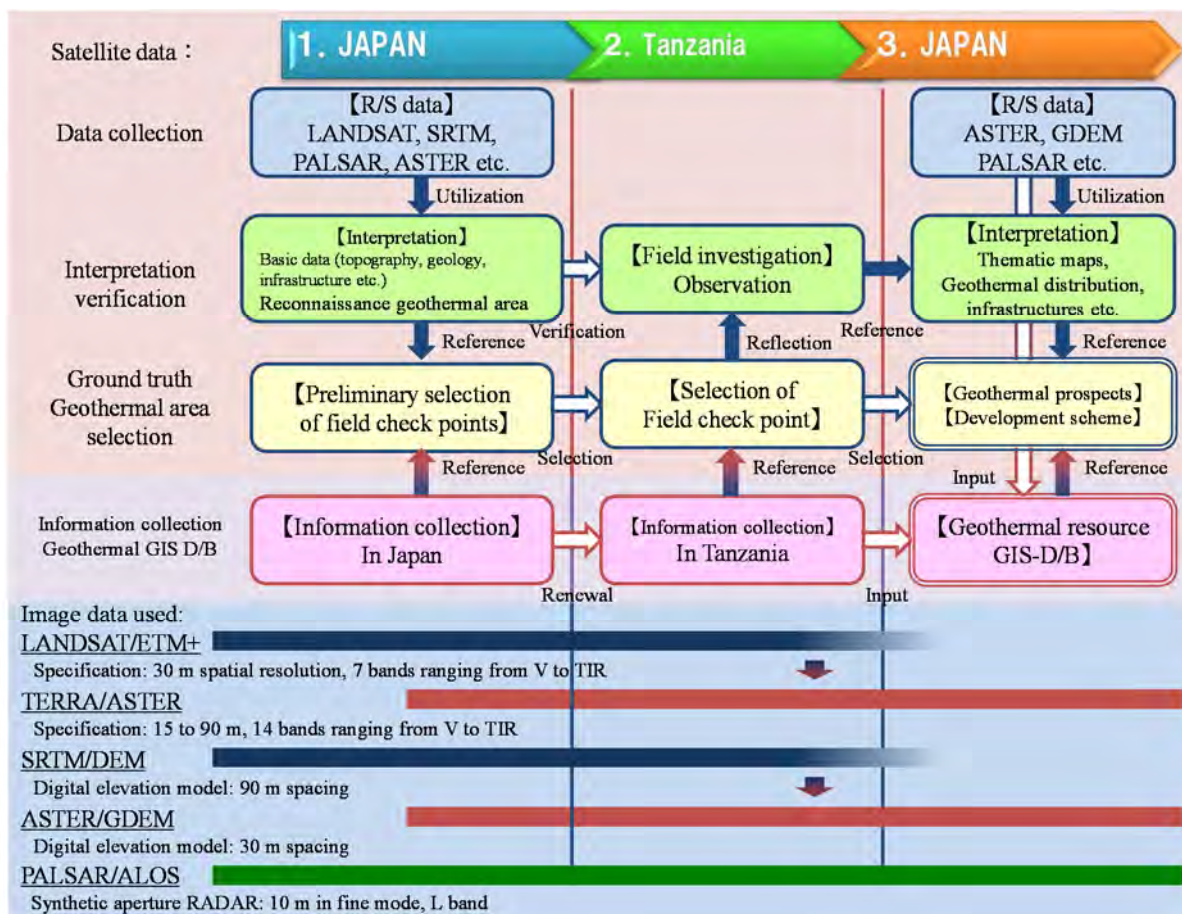 Satellite data：
1. JAPAN
2. Tanzania
3. JAPAN
Data collection
【R/S data】
LANDSAT, SRTM,
PALSAR, ASTER etc.
【R/S data】
ASTER, GDEM
PALSAR etc.
Utilization
Utilization
Interpretation
verification
【Interpretation】
Basic data (topography, geology,
infrastructure etc.)
Reconnaissance geothermal area
【Field investigation】
Observation
【Interpretation】
Thematic maps,
Geothermal distribution,
infrastructures etc.
Reference
Verification
Reflection
Reference
Reference
Ground truth
Geothermal area
selection
【Preliminary selection
of field check points】
【Selection of
Field check point】
【Geothermal prospects】
【Development scheme】
Reference
Selection
Reference
Selection
Input
Reference
Information collection
Geothermal GIS D/B
【Information collection】
In Japan
【Information collection】
In Tanzania
【Geothermal resource
GIS-D/B】
Renewal
Input
Image data used:
LANDSAT/ETM+
Specification: 30 m spatial resolution, 7 bands ranging from V to TIR
TERRA/ASTER
Specification: 15 to 90 m, 14 bands ranging from V to TIR
SRTM/DEM
Digital elevation model: 90 m spacing
ASTER/GDEM
Digital elevation model: 30 m spacing
PALSAR/ALOS
Synthetic aperture RADAR: 10 m in fine mode, L band